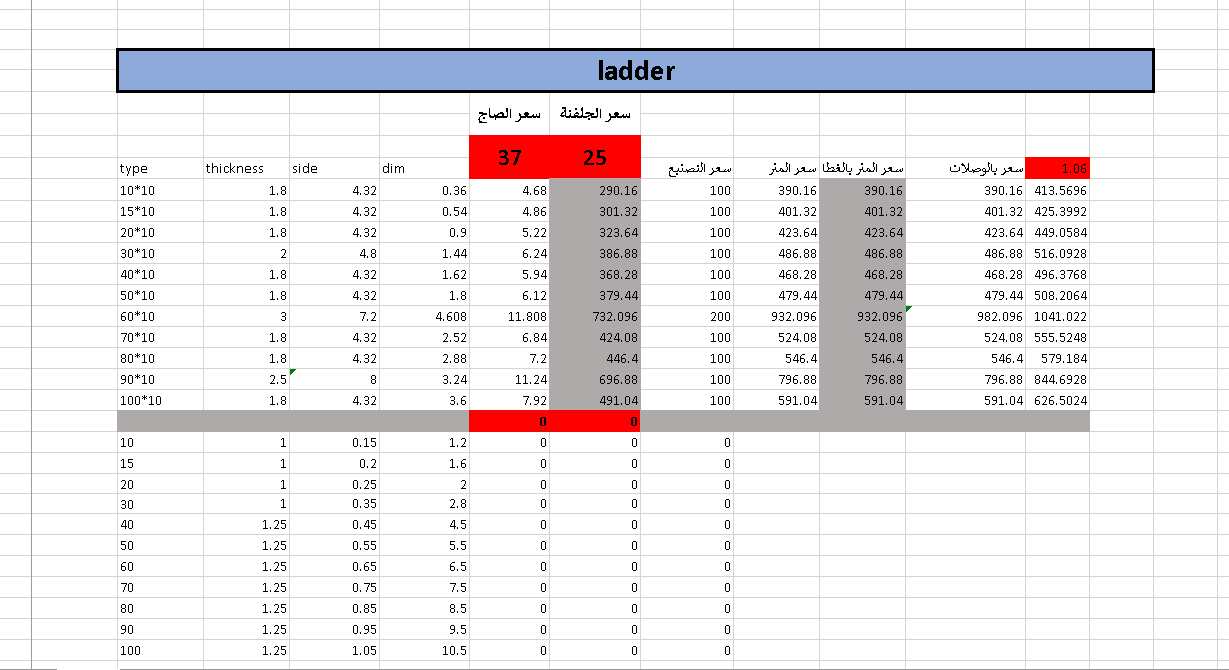 ladder
سعر الصاج سعر الجلفنة
37 25
type thickness side dim سعر التصنيع سعر المتر سعر المتر بالغطا سعر بالوصلات 1.06
10*10 1.8 4.32 0.36 4.68 290.16 100 390.16 390.16 390.16 413.5696
15*10 1.8 4.32 0.54 4.86 301.32 100 401.32 401.32 401.32 425.3992
20*10 1.8 4.32 0.9 5.22 323.64 100 423.64 423.64 423.64 449.0584
30*10 2 4.8 1.44 6.24 386.88 100 486.88 486.88 486.88 516.0928
40*10 1.8 4.32 1.62 5.94 368.28 100 468.28 468.28 468.28 496.3768
50*10 1.8 4.32 1.8 6.12 379.44 100 479.44 479.44 479.44 508.2064
60*10 3 7.2 4.608 11.808 732.096 200 932.096 932.096 982.096 1041.022
70*10 1.8 4.32 2.52 6.84 424.08 100 524.08 524.08 524.08 555.5248
80*10 1.8 4.32 2.88 7.2 446.4 100 546.4 546.4 546.4 579.184
90*10 2.5 8 3.24 11.24 696.88 100 796.88 796.88 796.88 844.6928
100*10 1.8 4.32 3.6 7.92 491.04 100 591.04 591.04 591.04 626.5024
0 0
10 1 0.15 1.2 0 0 0
15 1 0.2 1.6 0 0 0
20 1 0.25 2 0 0 0
30 1 0.35 2.8 0 0 0
40 1.25 0.45 4.5 0 0 0
50 1.25 0.55 5.5 0 0 0
60 1.25 0.65 6.5 0 0 0
70 1.25 0.75 7.5 0 0 0
80 1.25 0.85 8.5 0 0 0
90 1.25 0.95 9.5 0 0 0
100 1.25 1.05 10.5 0 0 0